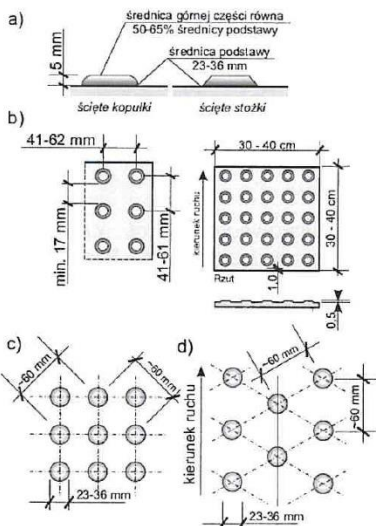 a)
średnica górnej części równa
50-65% średnicy podstawy
5 mm
średnica podstawy
23-36 mm
ścięte kopułki
ścięte stożki
b)
41-62 mm
30 - 40 cm
min. 17 mm
41-61 mm
kierunek ruchu
30 - 40 cm
Rzut
1.0
0.5
c)
~60 mm
~60 mm
23-36 mm
d)
~60 mm
kierunek ruchu
~60 mm
23-36 mm